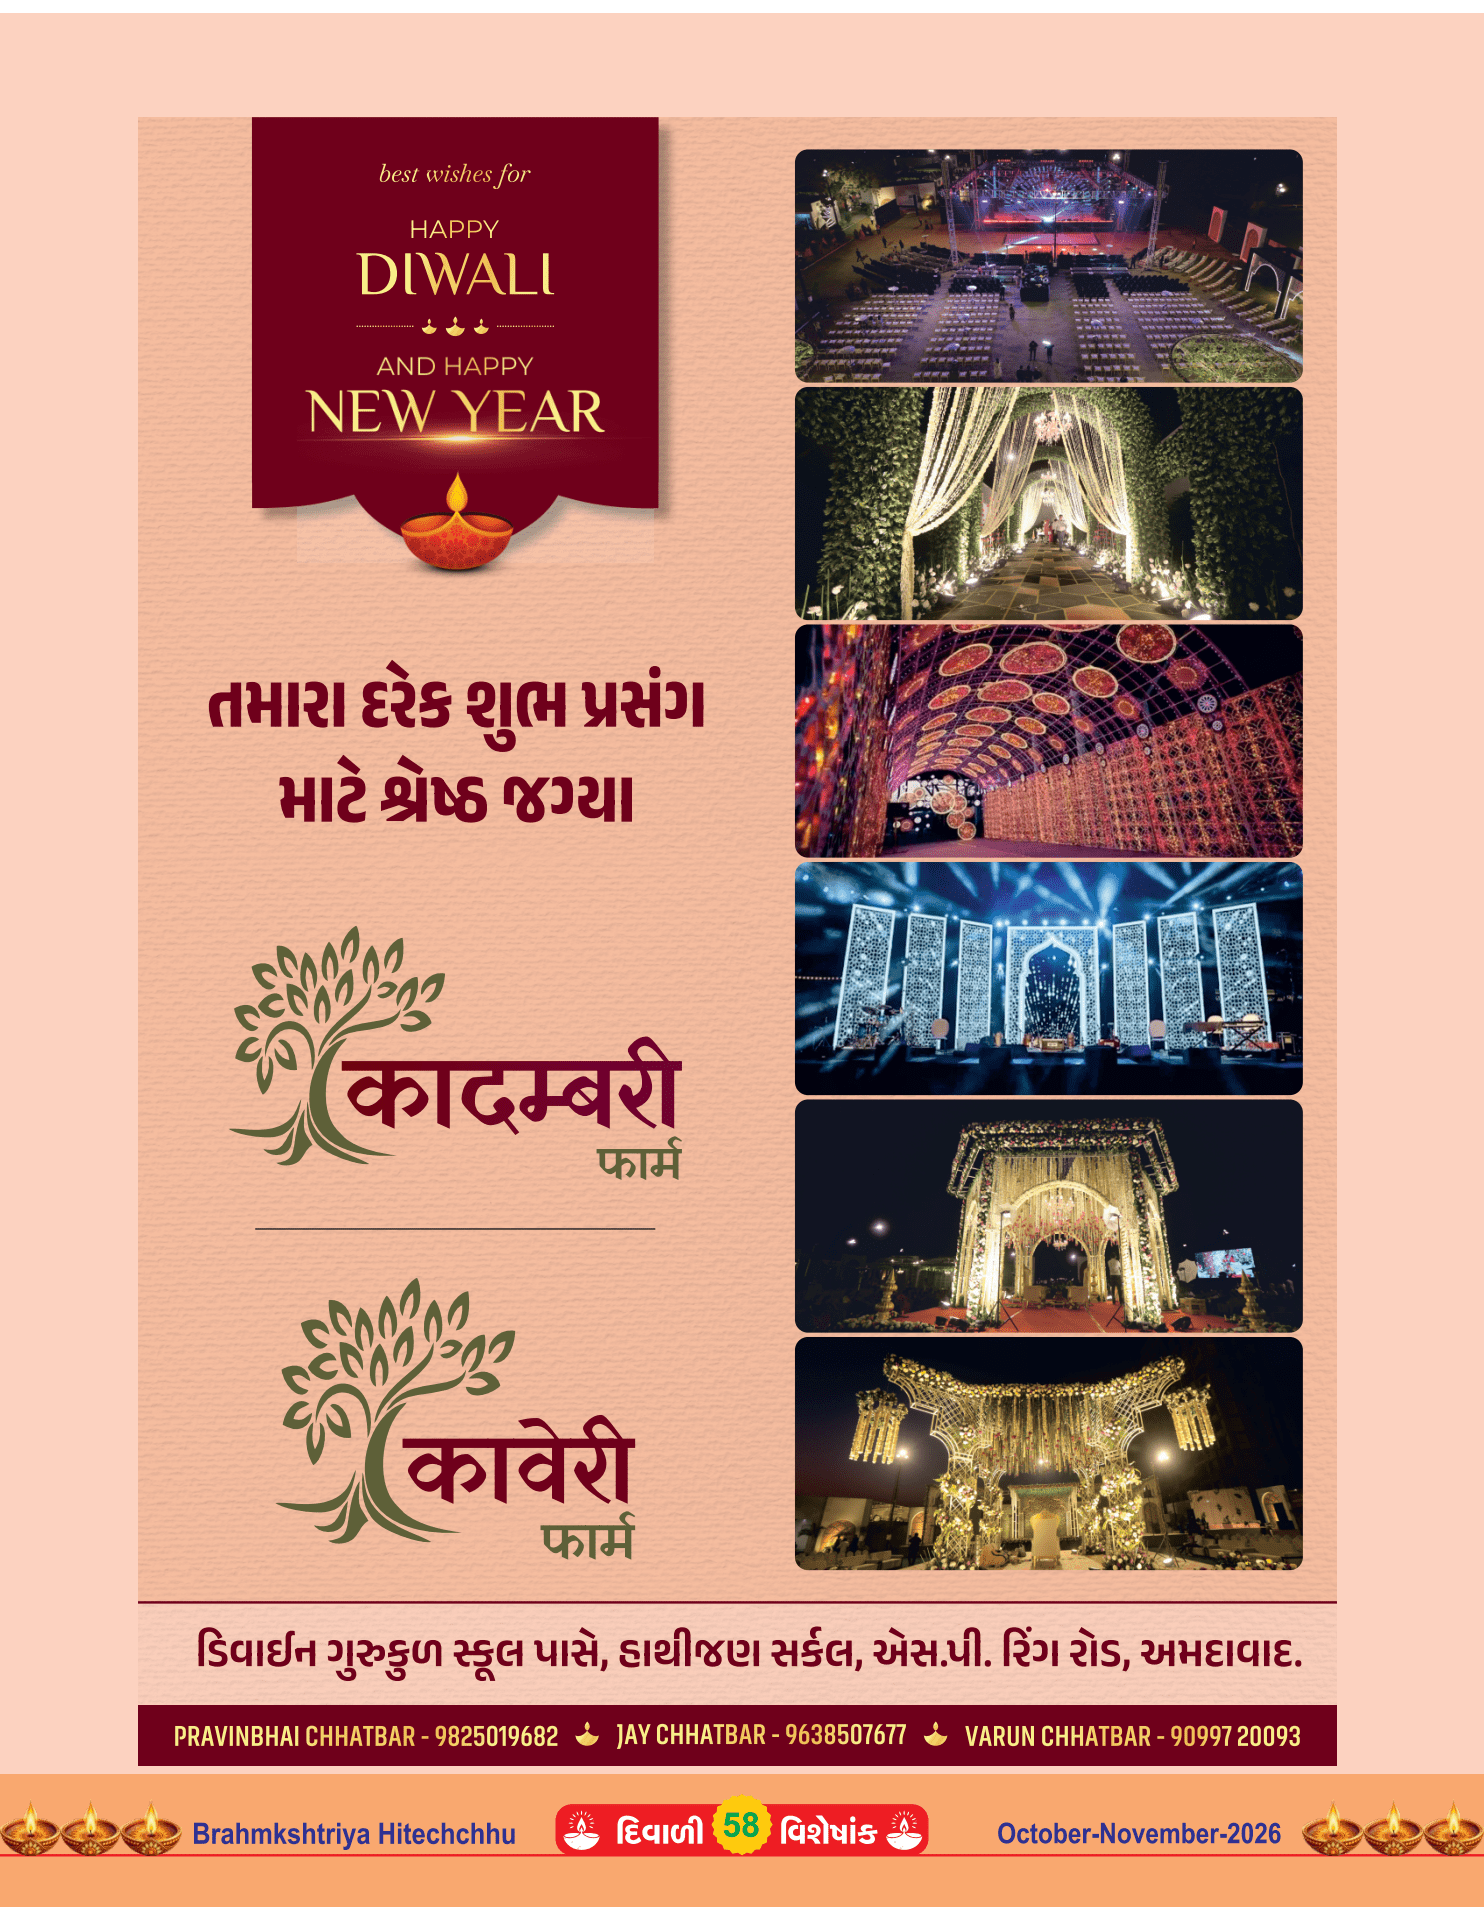 best wishes for
HAPPY
DIWALI
AND HAPPY
NEW YEAR
તમારા દરેક શુભ પ્રસંગ
માટે શ્રેષ્ઠ જગ્યા
कादम्बरी
फार्म
कावेरी
फार्म
ડિવાઈન ગુરુકુળ સ્કૂલ પાસે, હાથીજણ સર્કલ, એસ.પી. રિંગ રોડ, અમદાવાદ.
PRAVINBHAI CHHATBAR - 9825019682 JAY CHHATBAR - 9638507677 VARUN CHHATBAR - 90997 20093
Brahmkshtriya Hitechchhu દિવાળી 58 વિશેષાંક October-November-2026